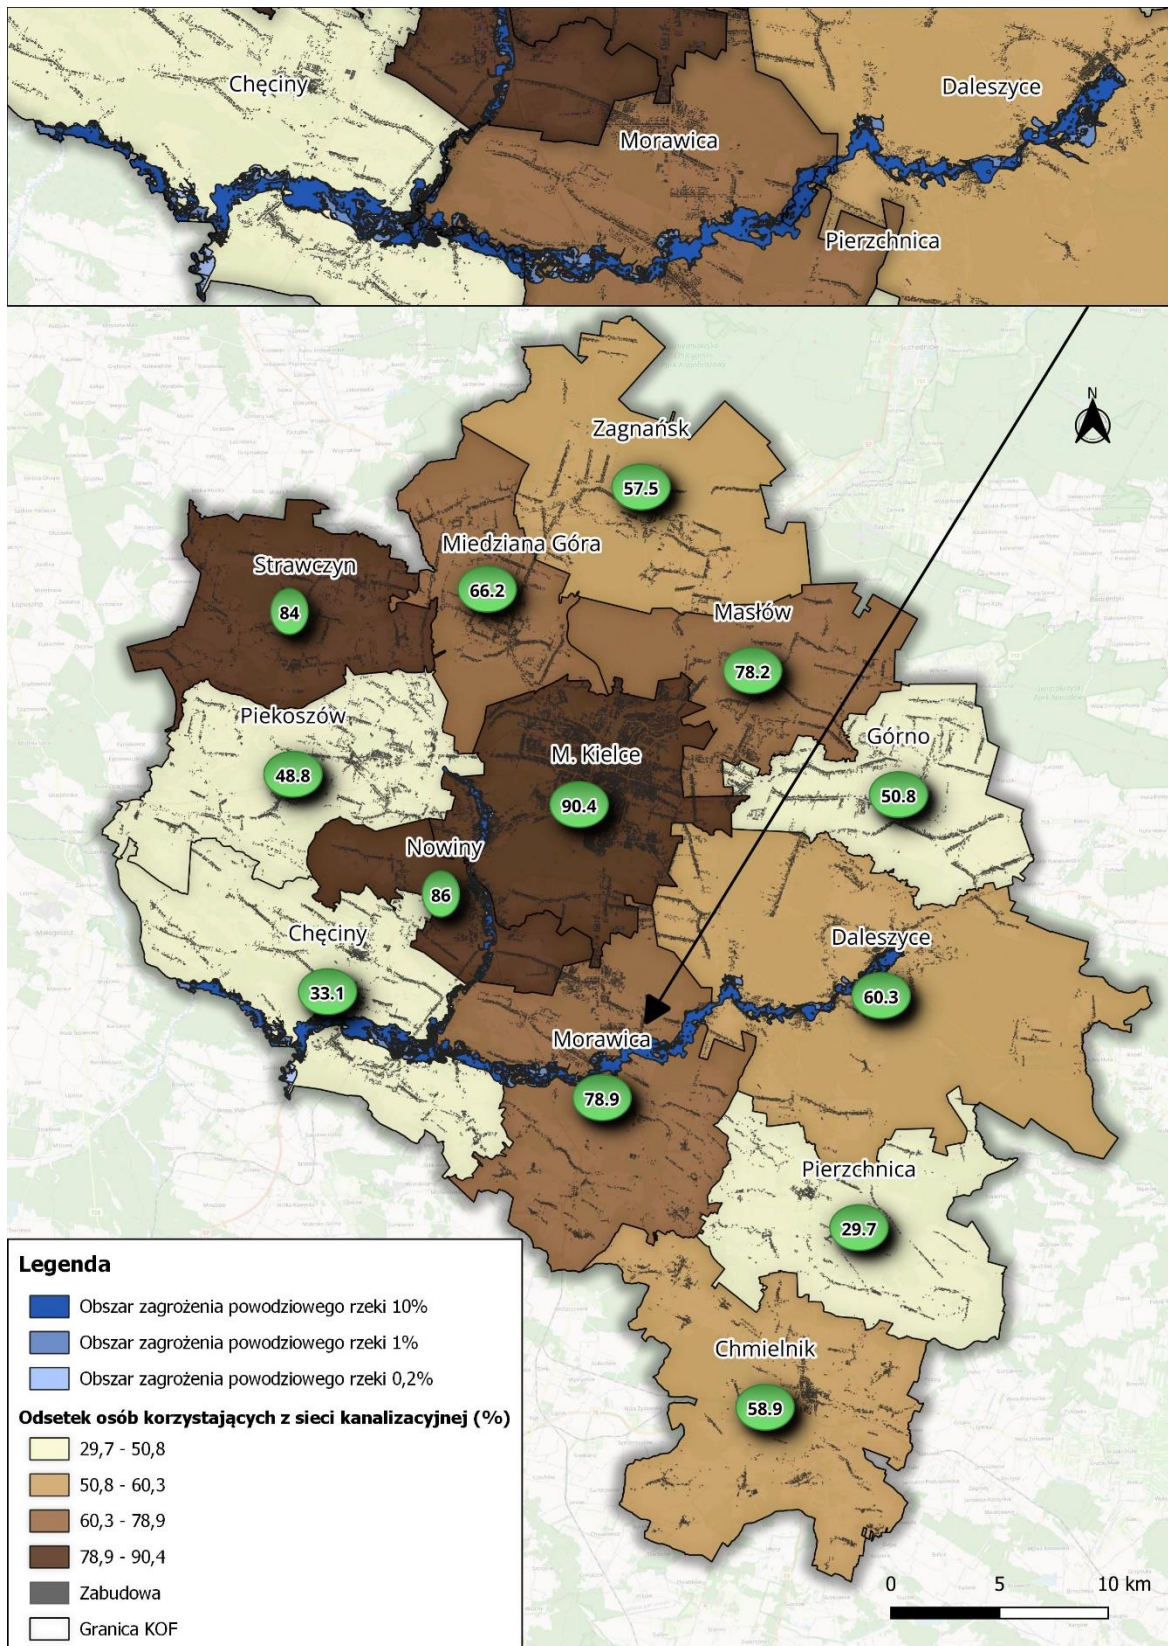 Chęciny
Daleszyce
Morawica
Pierzchnica
N
Zagnańsk
57.5
Miedziana Góra
66.2
Strawczyn
84
Masłów
78.2
Piekoszów
48.8
M. Kielce
90.4
Górno
50.8
Nowiny
86
Chęciny
33.1
Daleszyce
60.3
Morawica
78.9
Pierzchnica
29.7
Chmielnik
58.9
Legenda
Obszar zagrożenia powodziowego rzeki 10%
Obszar zagrożenia powodziowego rzeki 1%
Obszar zagrożenia powodziowego rzeki 0,2%
Odsetek osób korzystających z sieci kanalizacyjnej (%)
29,7 - 50,8
50,8 - 60,3
60,3 - 78,9
78,9 - 90,4
Zabudowa
Granica KOF
0 5 10 km